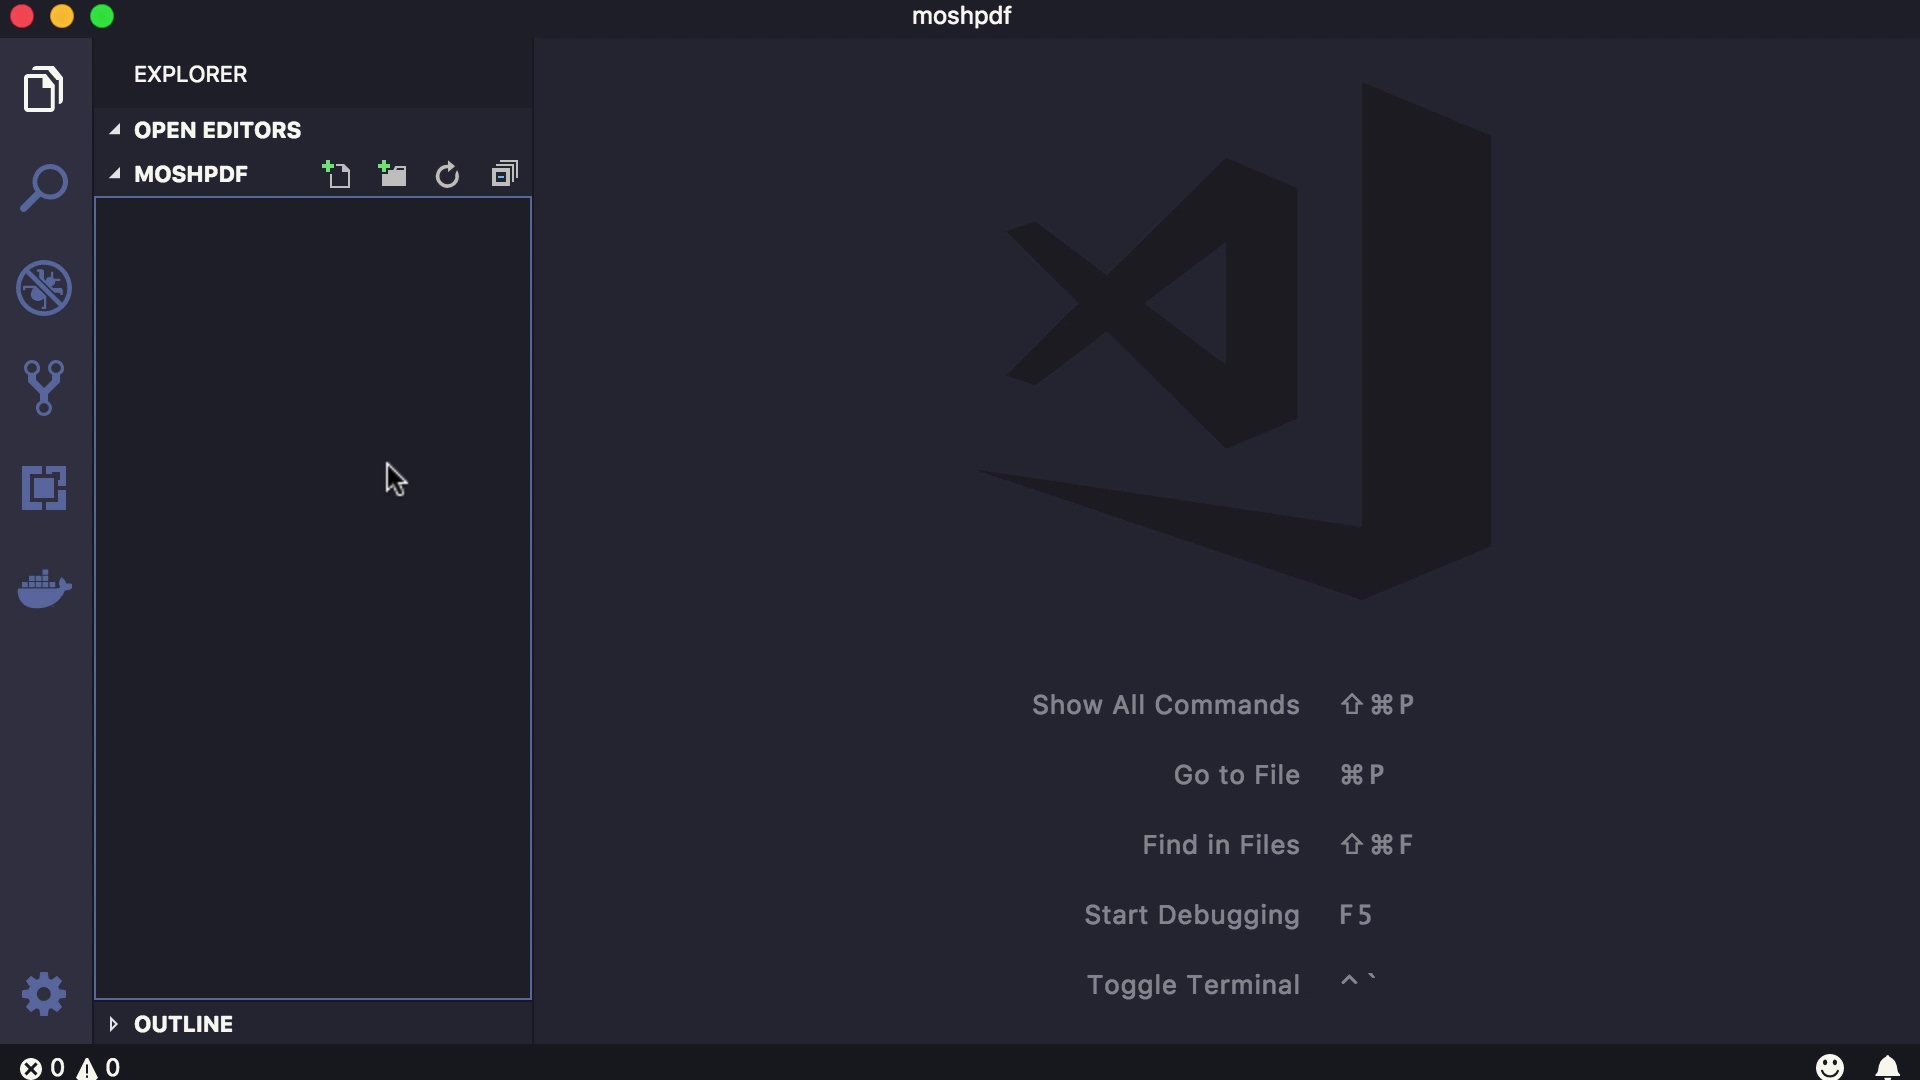 moshpdf
EXPLORER
OPEN EDITORS
MOSHPDF
Show All Commands ⇧⌘P
Go to File ⌘P
Find in Files ⇧⌘F
Start Debugging F5
Toggle Terminal ^`
OUTLINE
0 0